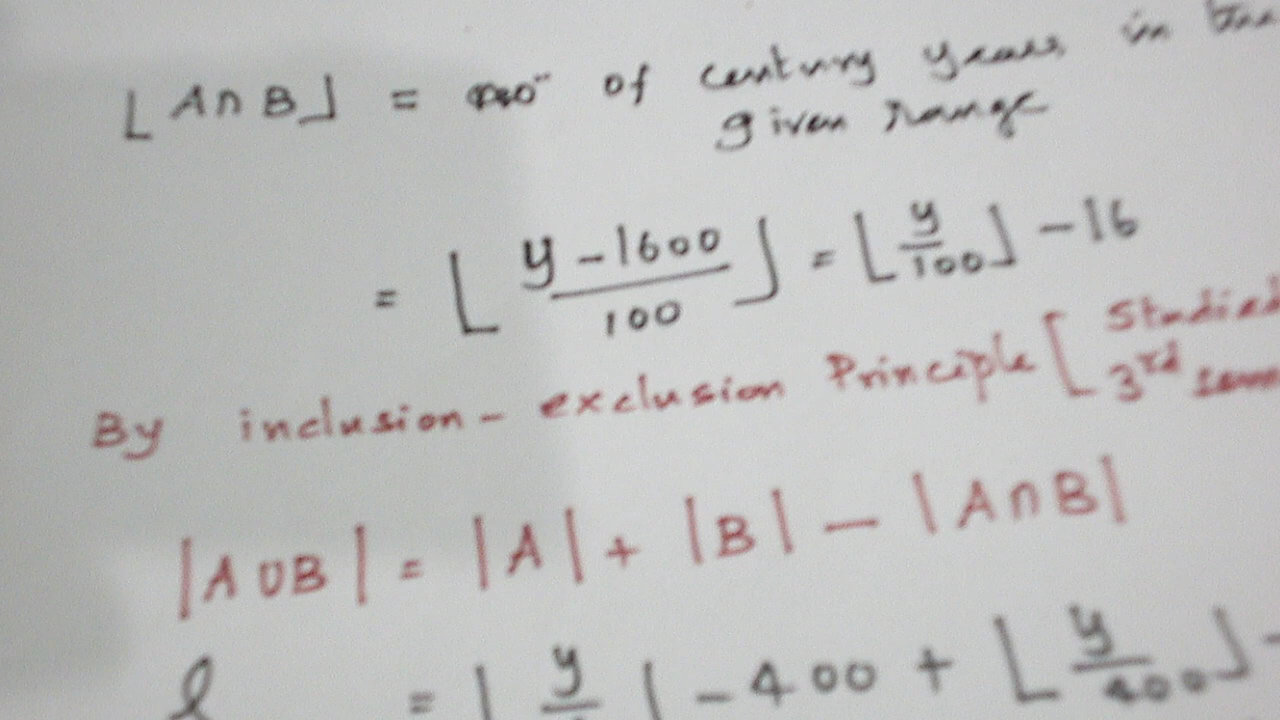 ⌊A∩B⌋ = no of century years in the
given range
= ⌊(y-1600)/100⌋ = ⌊y/100⌋ -16
By inclusion - exclusion Principle [ Studied
3rd sem
|A∪B| = |A| + |B| - |A∩B|
l = ⌊y/ ⌋ -400 + ⌊y/400⌋ -